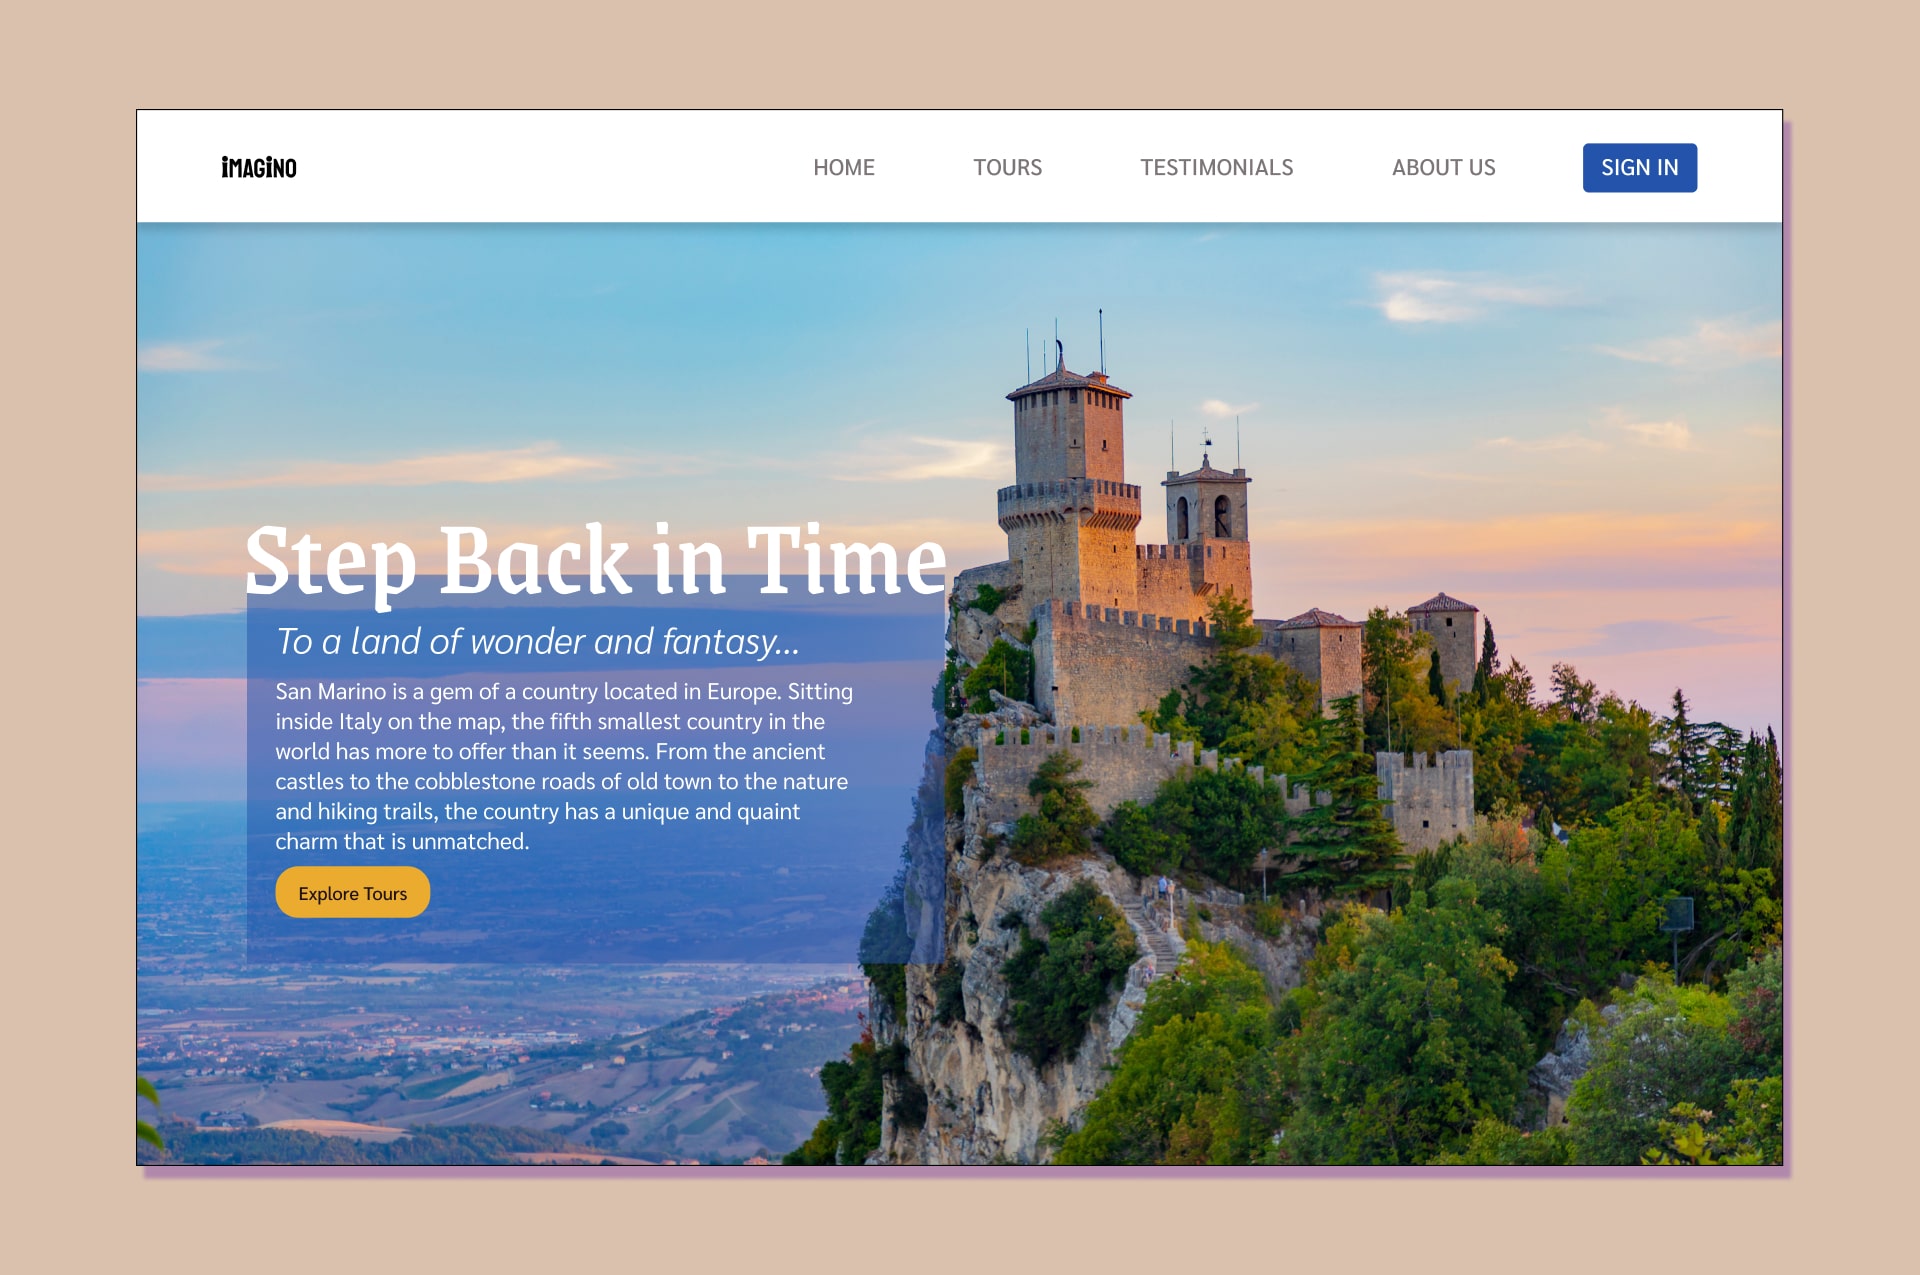 iMAGiNO
HOME
TOURS
TESTIMONIALS
ABOUT US
SIGN IN
Step Back in Time
To a land of wonder and fantasy...
San Marino is a gem of a country located in Europe. Sitting
inside Italy on the map, the fifth smallest country in the
world has more to offer than it seems. From the ancient
castles to the cobblestone roads of old town to the nature
and hiking trails, the country has a unique and quaint
charm that is unmatched.
Explore Tours